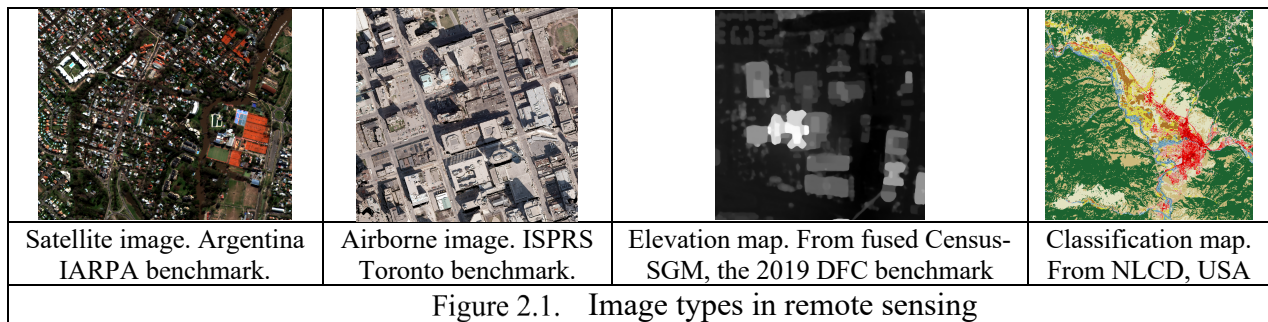 Satellite image. Argentina
IARPA benchmark.
Airborne image. ISPRS
Toronto benchmark.
Elevation map. From fused Census-
SGM, the 2019 DFC benchmark
Classification map.
From NLCD, USA
Figure 2.1. Image types in remote sensing